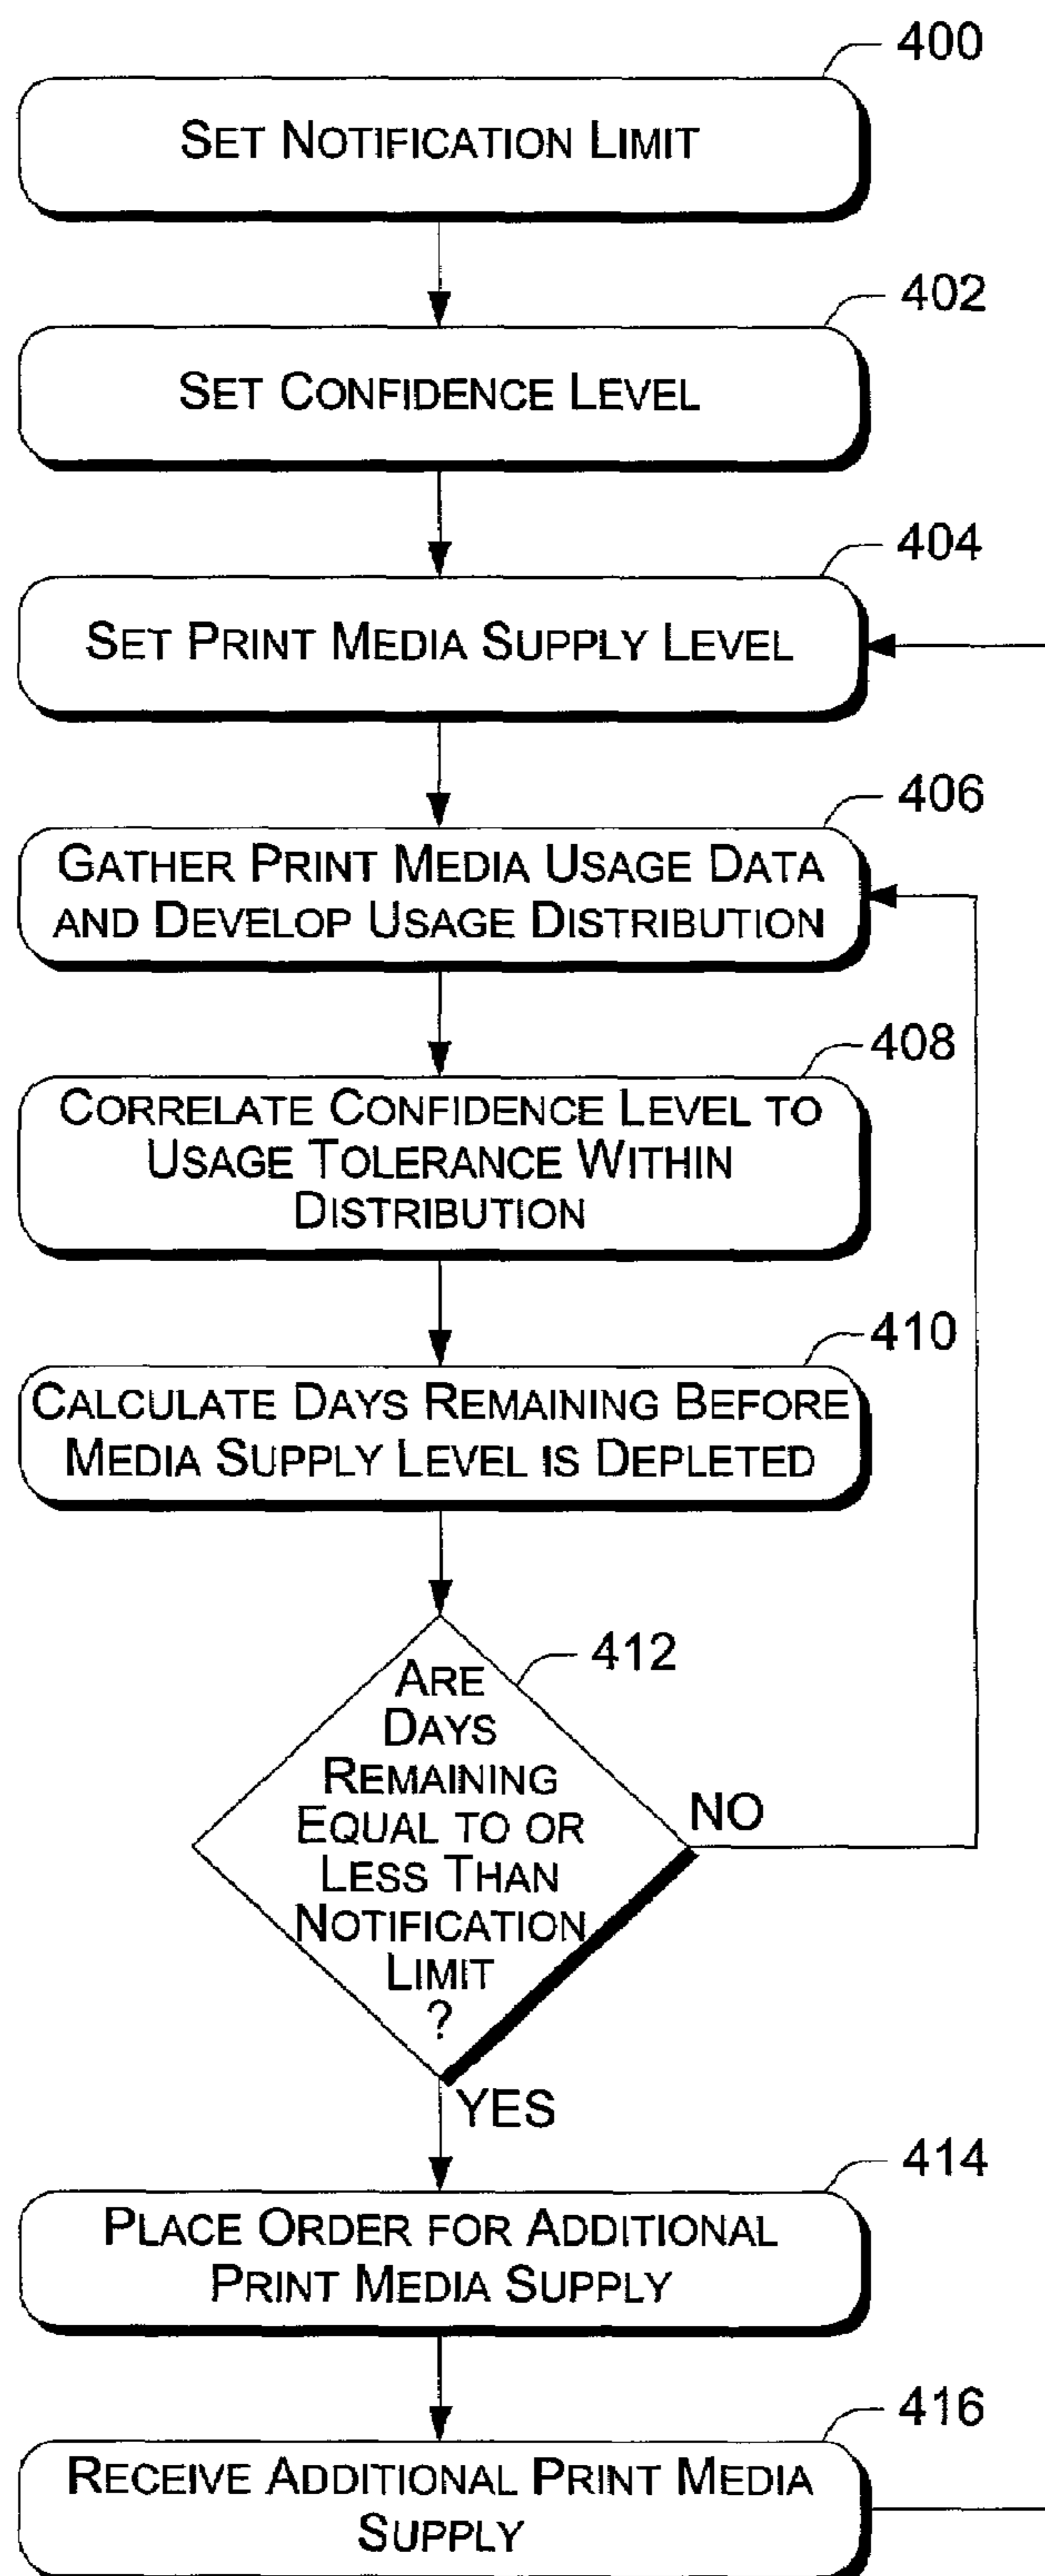 400
SET NOTIFICATION LIMIT
402
SET CONFIDENCE LEVEL
404
SET PRINT MEDIA SUPPLY LEVEL
406
GATHER PRINT MEDIA USAGE DATA
AND DEVELOP USAGE DISTRIBUTION
408
CORRELATE CONFIDENCE LEVEL TO
USAGE TOLERANCE WITHIN
DISTRIBUTION
410
CALCULATE DAYS REMAINING BEFORE
MEDIA SUPPLY LEVEL IS DEPLETED
412
ARE
DAYS
REMAINING
EQUAL TO OR
LESS THAN
NOTIFICATION
LIMIT
?
NO
YES
414
PLACE ORDER FOR ADDITIONAL
PRINT MEDIA SUPPLY
416
RECEIVE ADDITIONAL PRINT MEDIA
SUPPLY